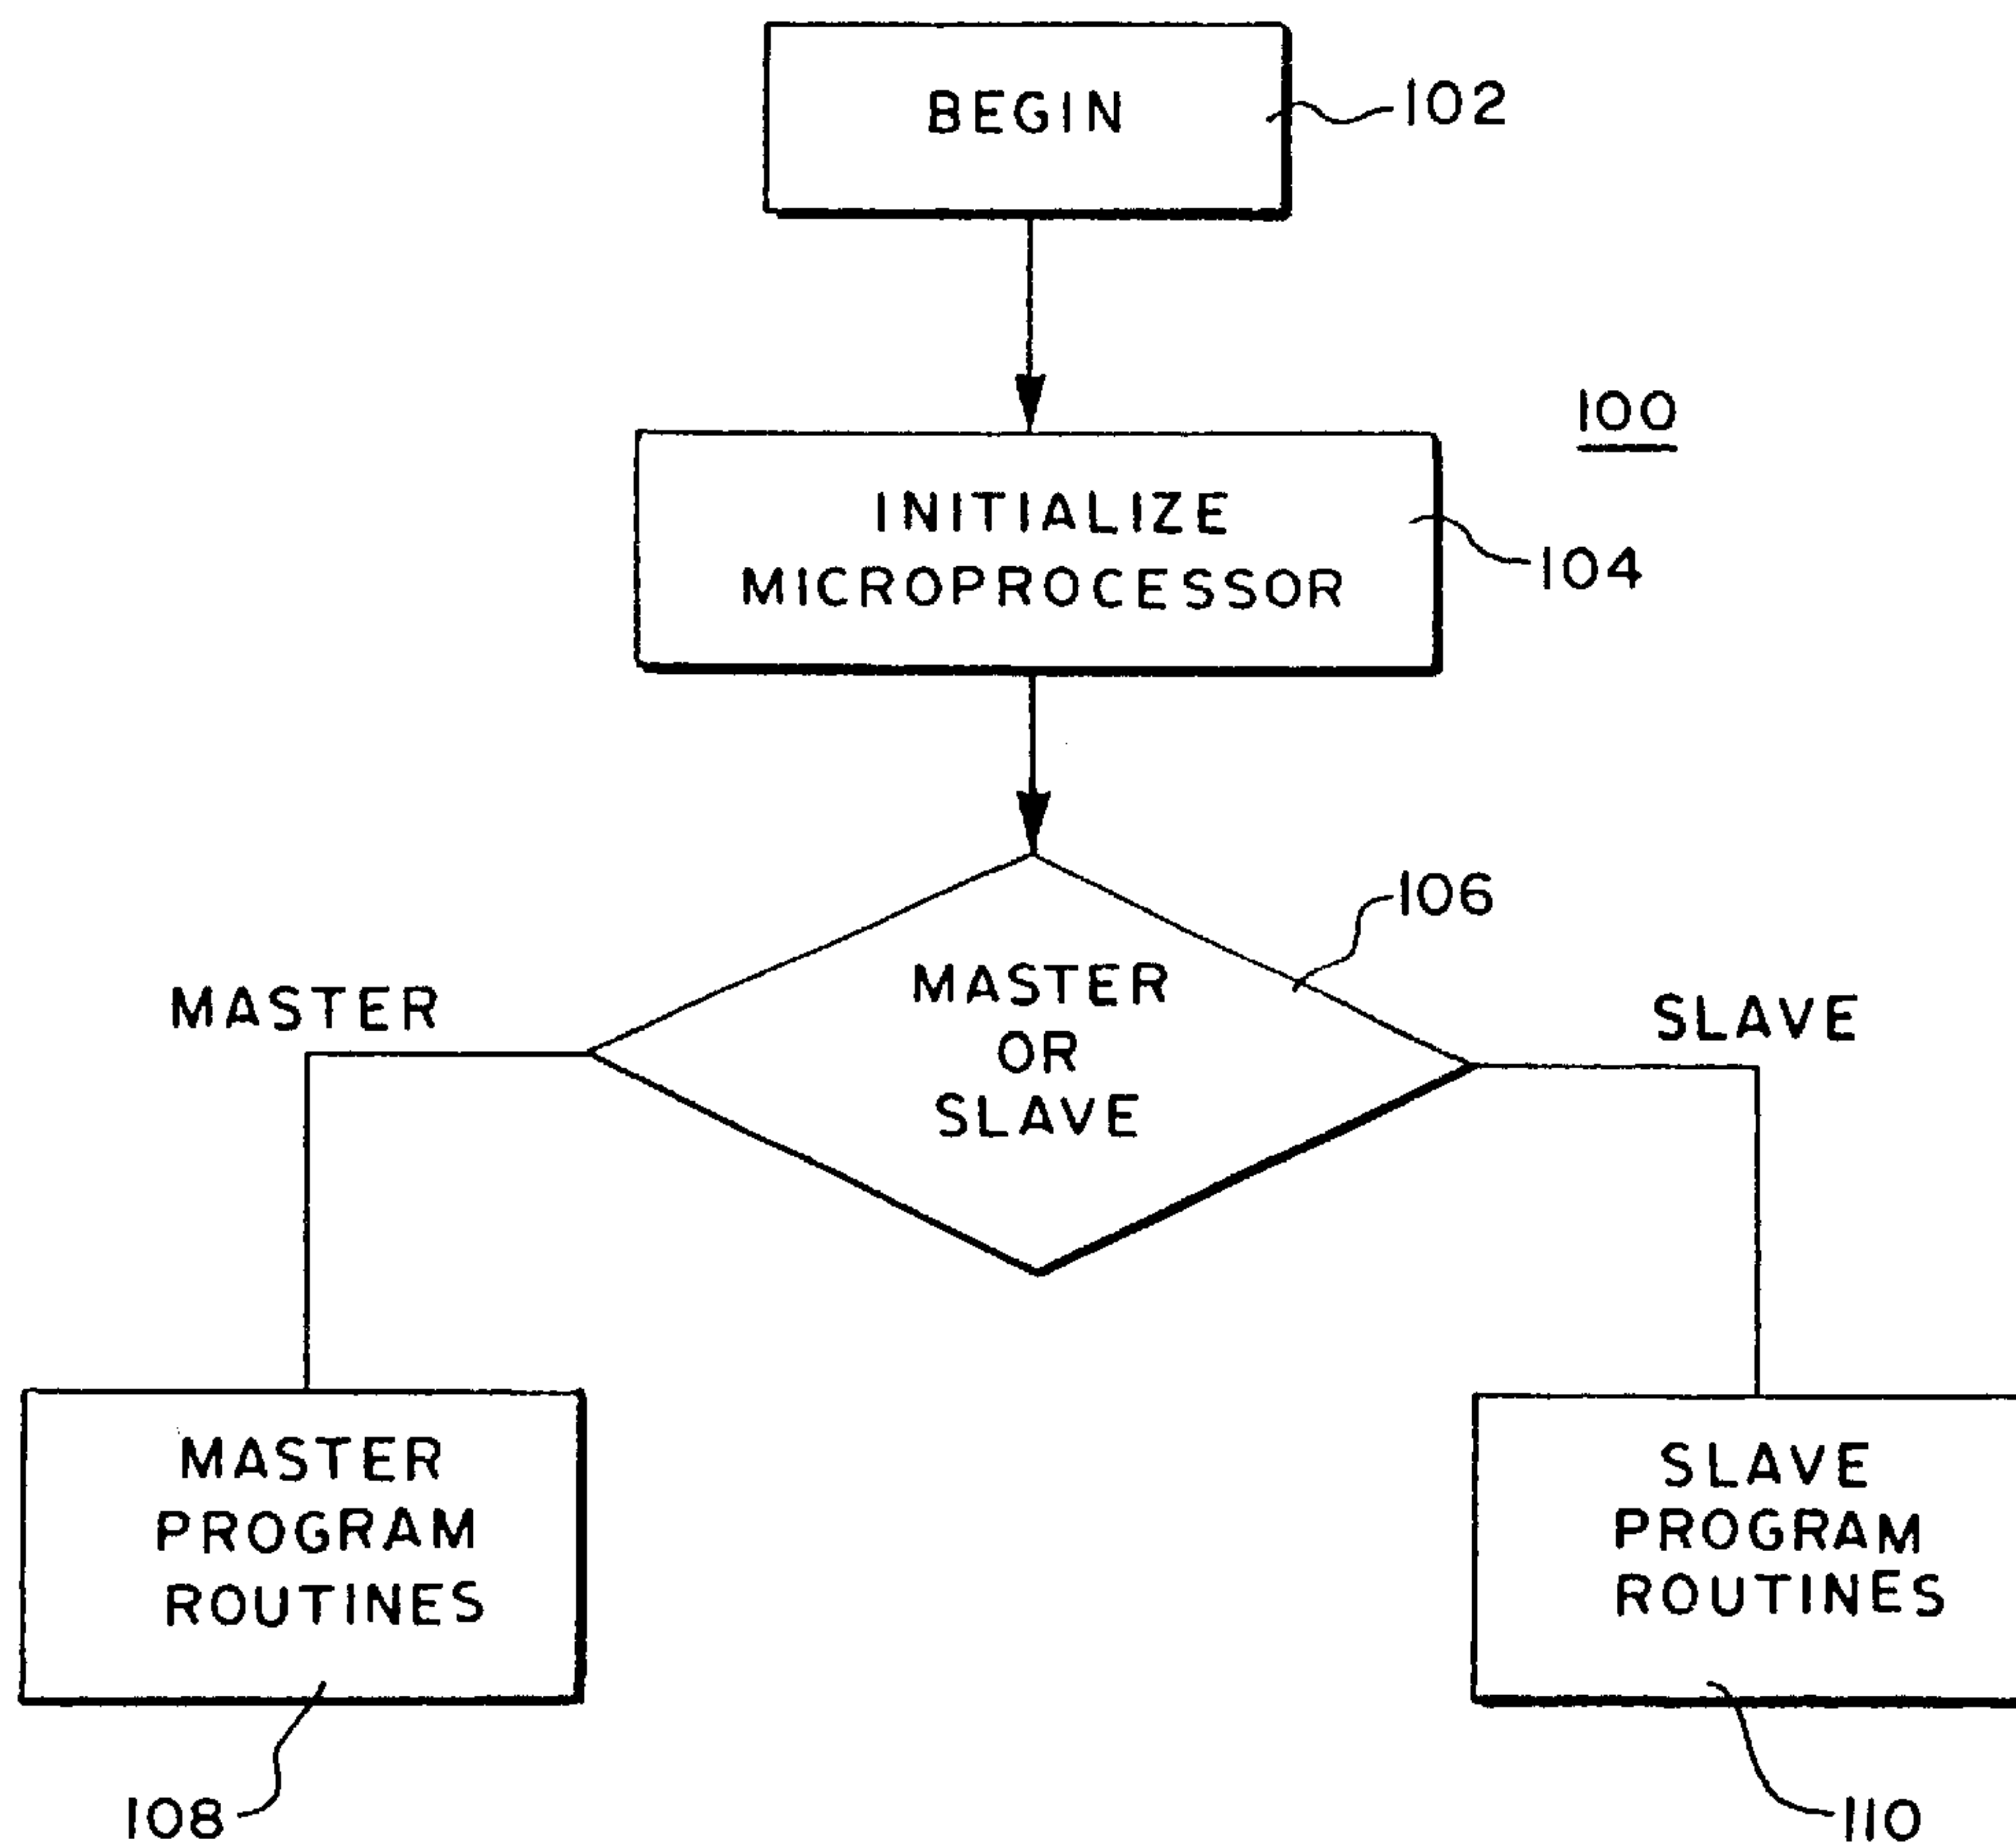 BEGIN
102
100
INITIALIZE
MICROPROCESSOR
104
106
MASTER
OR
SLAVE
MASTER
SLAVE
MASTER
PROGRAM
ROUTINES
108
SLAVE
PROGRAM
ROUTINES
110